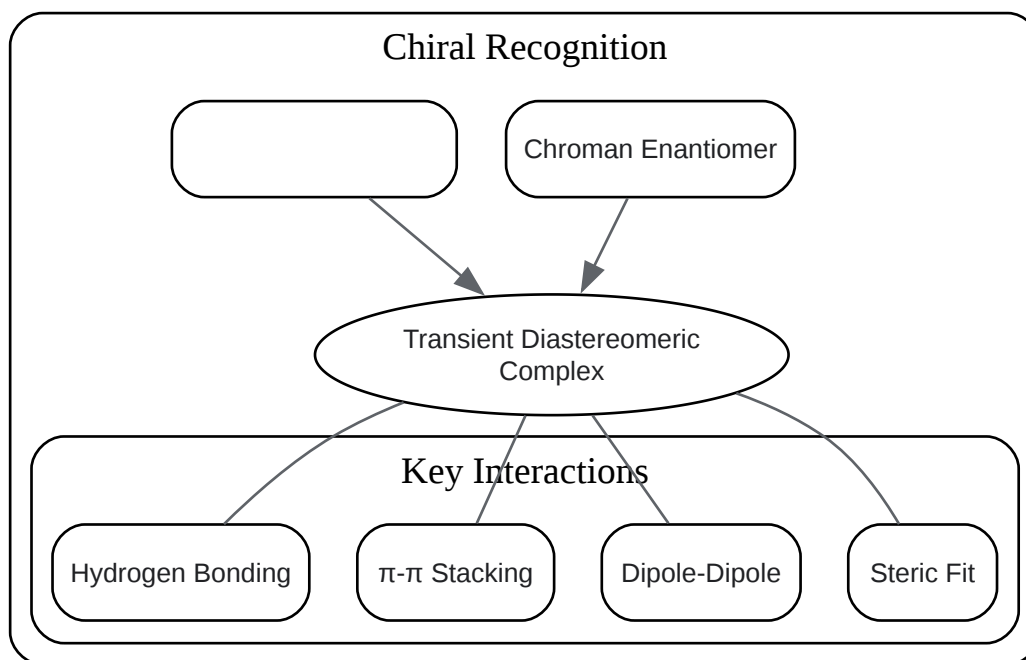 Chiral Recognition
Chroman Enantiomer
Transient Diastereomeric
Complex
Key Interactions
Hydrogen Bonding
π-π Stacking
Dipole-Dipole
Steric Fit